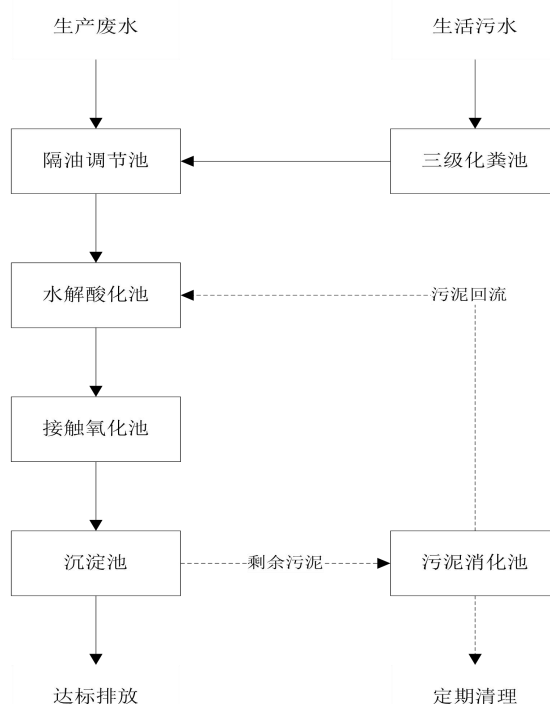 生产废水
生活污水
隔油调节池
三级化粪池
水解酸化池
污泥回流
接触氧化池
沉淀池
剩余污泥
污泥消化池
达标排放
定期清理